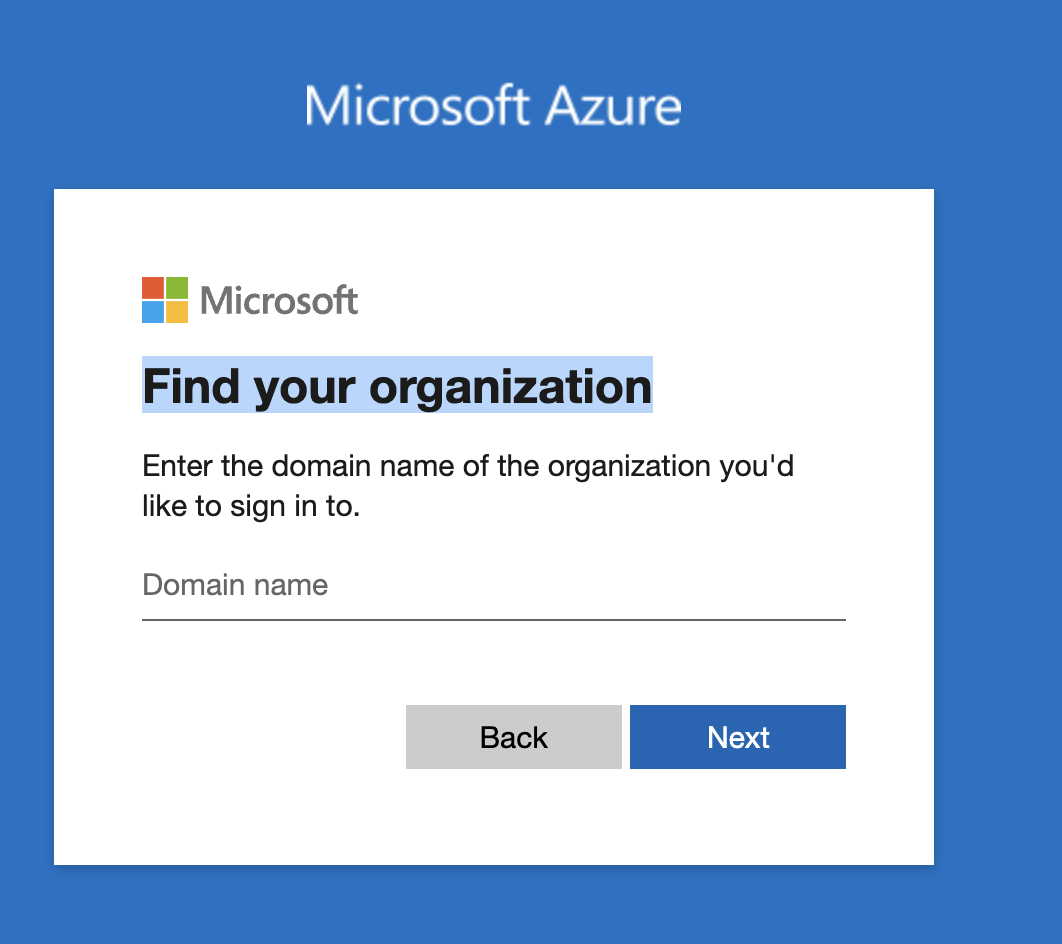 Microsoft Azure
Microsoft
Find your organization
Enter the domain name of the organization you'd
like to sign in to.
Domain name
Back
Next